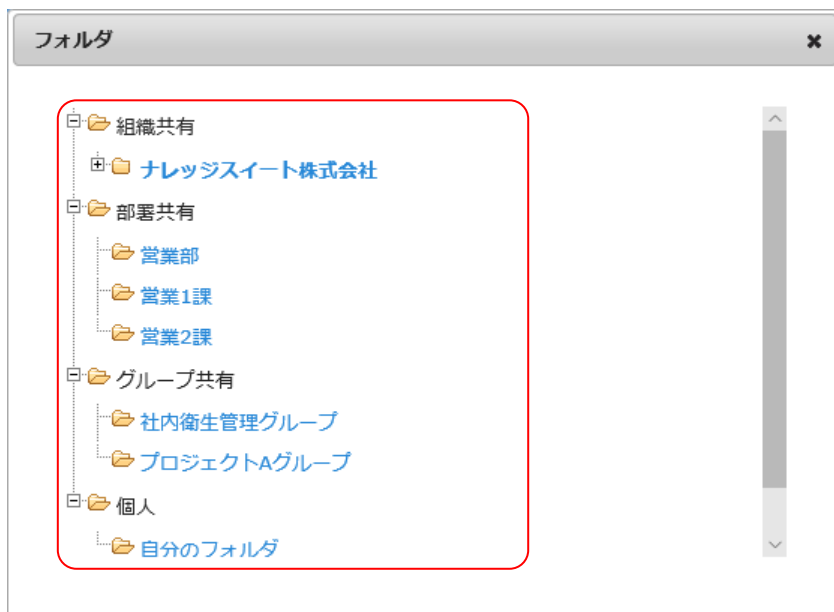 フォルダ
組織共有
ナレッジスイート株式会社
部署共有
営業部
営業1課
営業2課
グループ共有
社内衛生管理グループ
プロジェクトAグループ
個人
自分のフォルダ